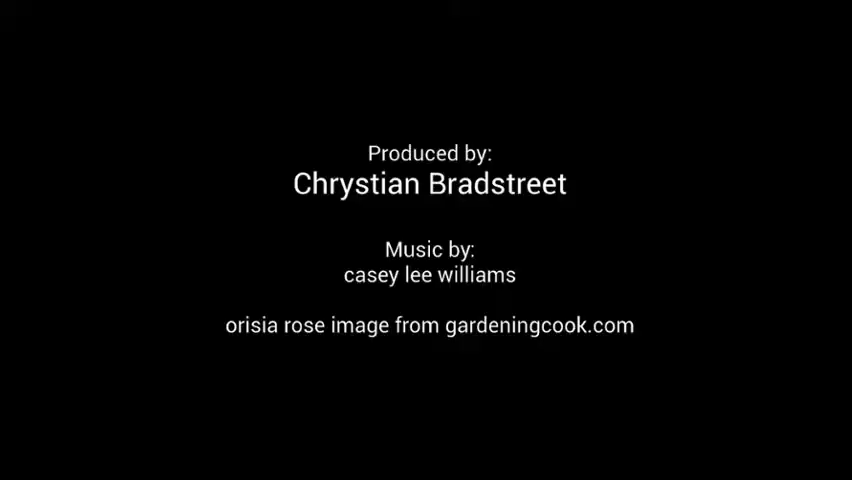 Produced by:
Chrystian Bradstreet
Music by:
casey lee williams
orisia rose image from gardeningcook.com